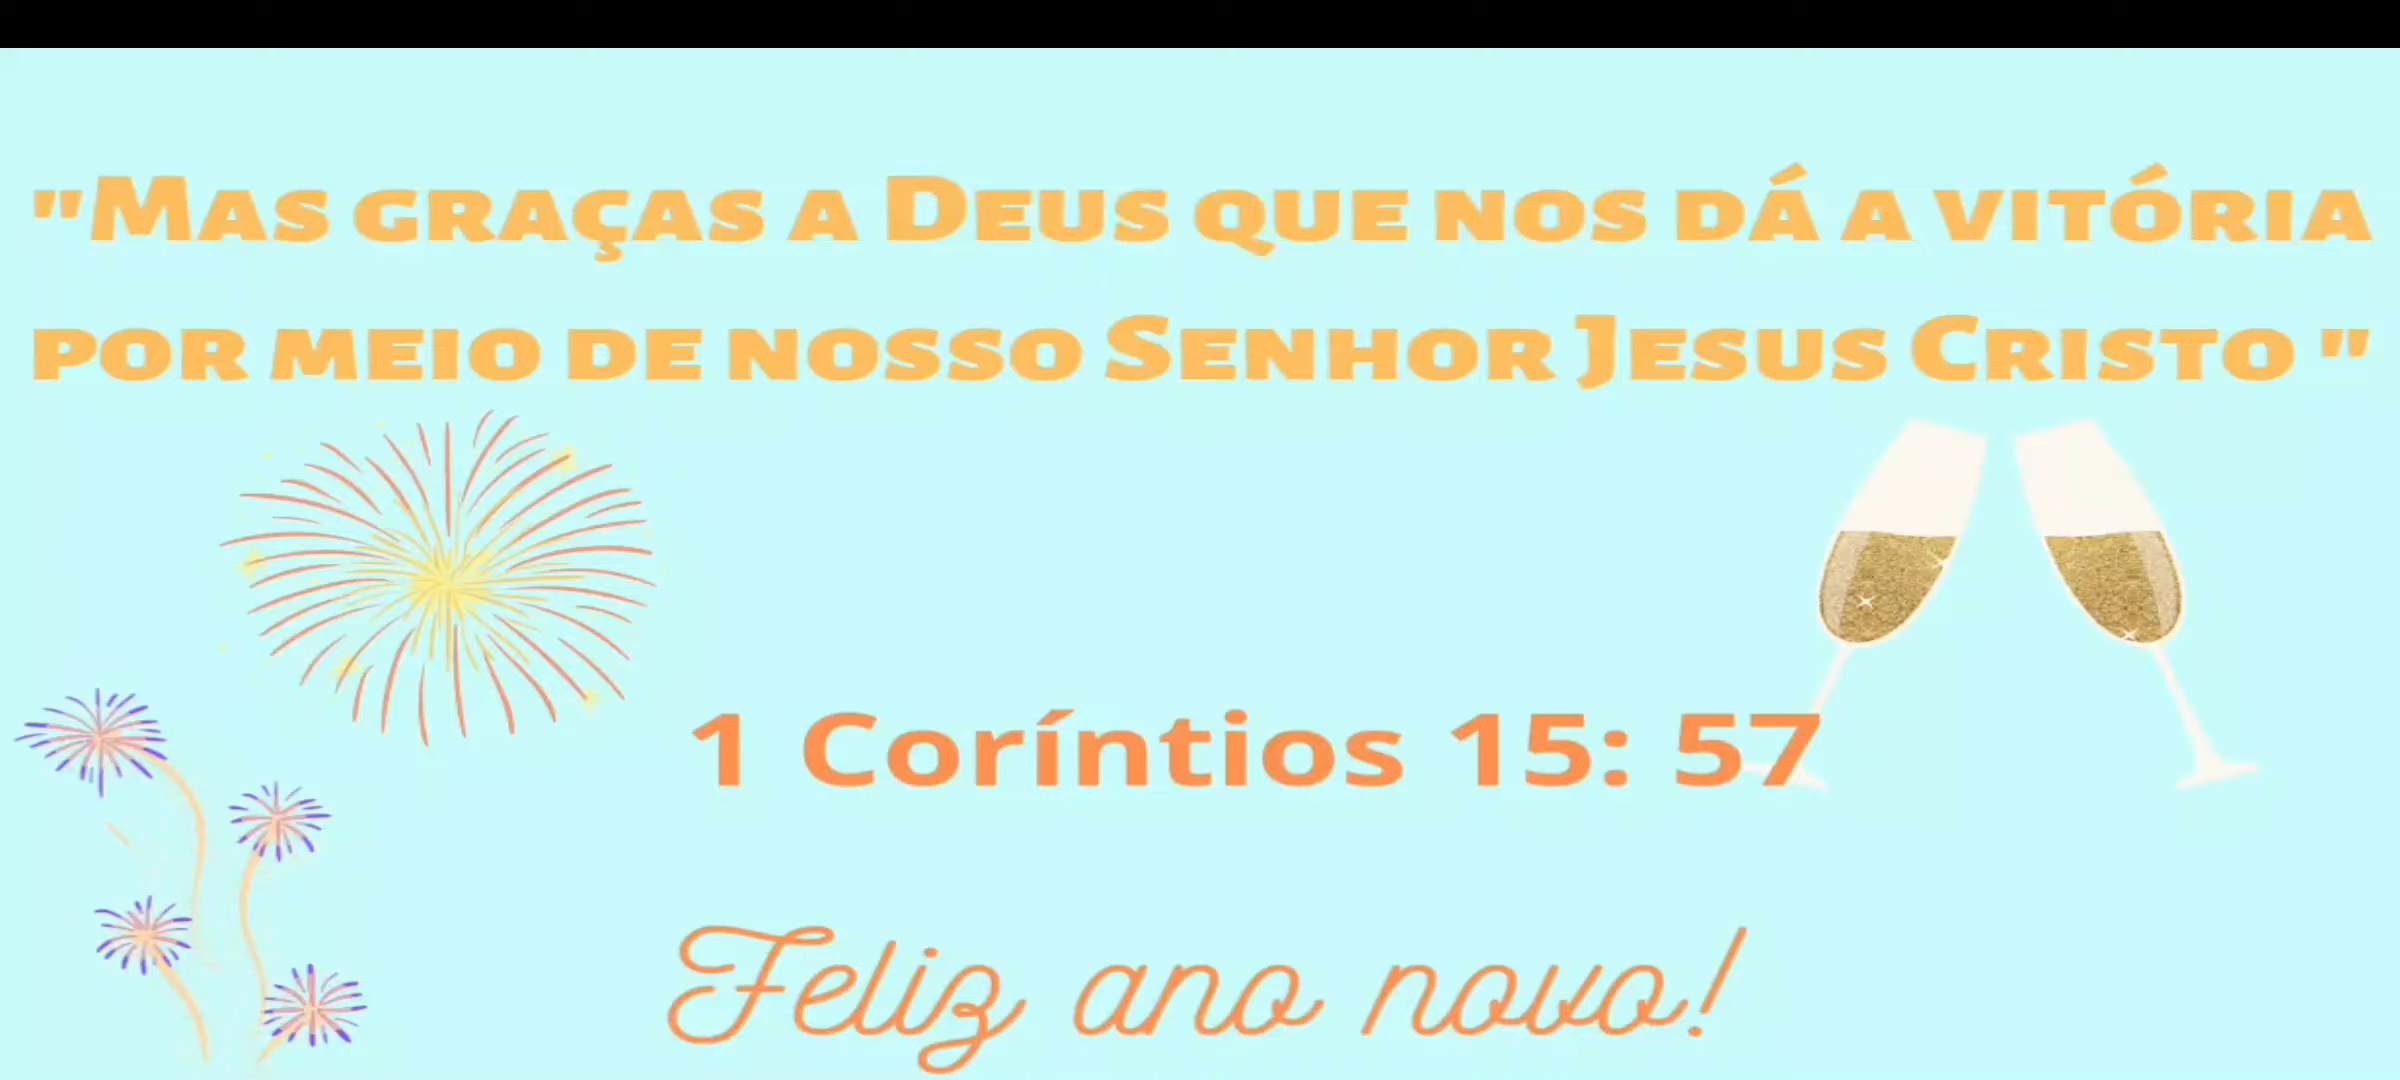 "Mas graças a Deus que nos dá a vitória
por meio de nosso Senhor Jesus Cristo "
1 Coríntios 15: 57
Feliz ano novo!